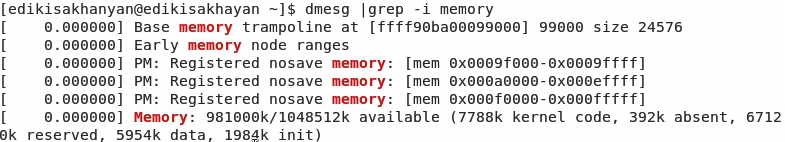 [edikisakhanyan@edikisakhayan ~]$ dmesg |grep -i memory
[    0.000000] Base memory trampoline at [ffff90ba00099000] 99000 size 24576
[    0.000000] Early memory node ranges
[    0.000000] PM: Registered nosave memory: [mem 0x0009f000-0x0009ffff]
[    0.000000] PM: Registered nosave memory: [mem 0x000a0000-0x000effff]
[    0.000000] PM: Registered nosave memory: [mem 0x000f0000-0x000fffff]
[    0.000000] Memory: 981000k/1048512k available (7788k kernel code, 392k absent, 6712
0k reserved, 5954k data, 1984k init)